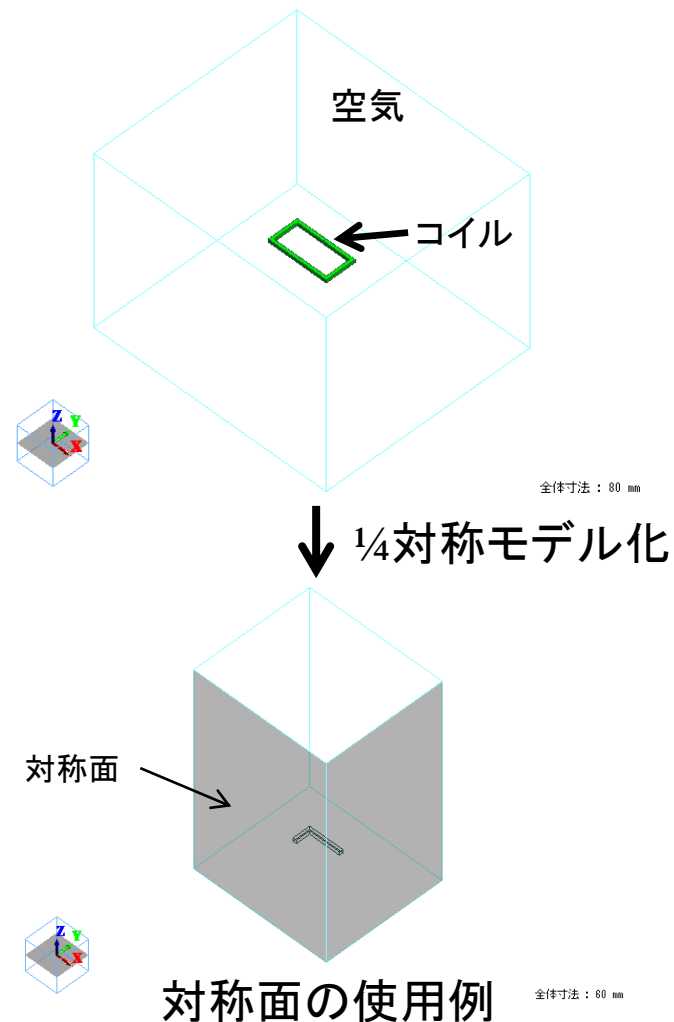 空気
コイル
Z
Y
X
全体寸法 : 80 mm
¼対称モデル化
対称面
Z
Y
X
対称面の使用例
全体寸法 : 60 mm